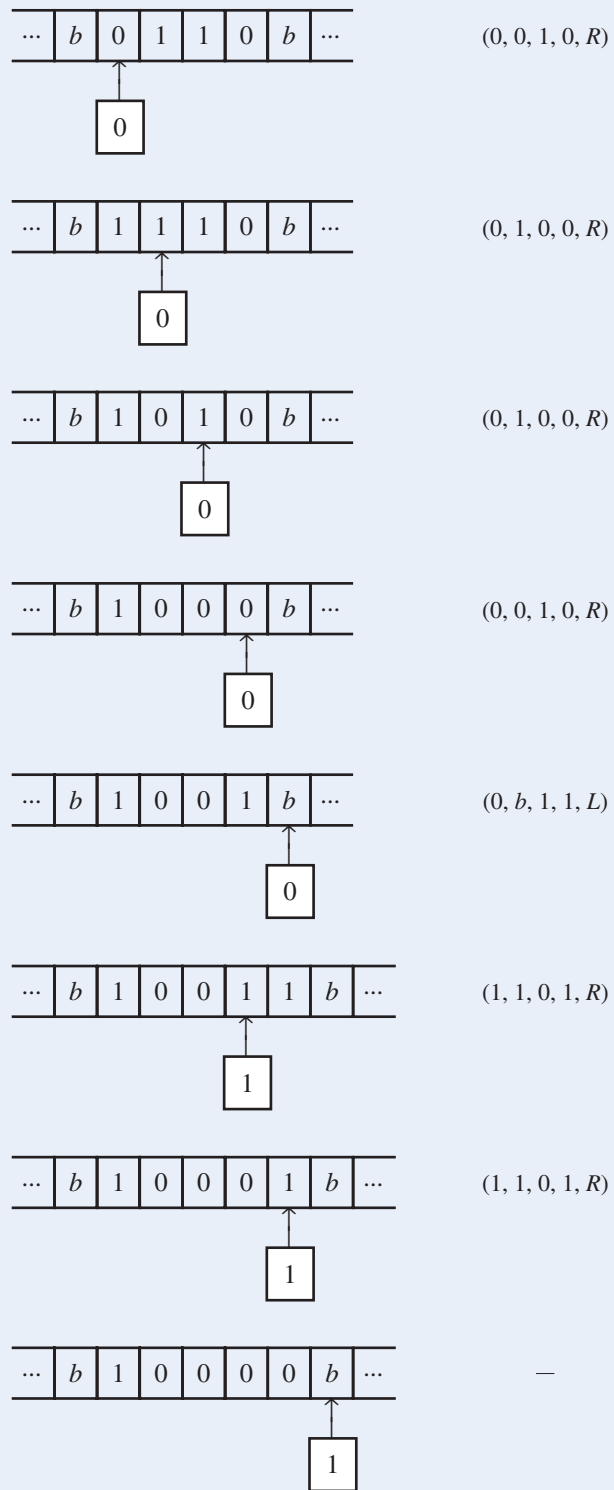 ... b 0 1 1 0 b ... (0, 0, 1, 0, R)
0
... b 1 1 1 0 b ... (0, 1, 0, 0, R)
0
... b 1 0 1 0 b ... (0, 1, 0, 0, R)
0
... b 1 0 0 0 b ... (0, 0, 1, 0, R)
0
... b 1 0 0 1 b ... (0, b, 1, 1, L)
0
... b 1 0 0 1 1 b ... (1, 1, 0, 1, R)
1
... b 1 0 0 0 1 b ... (1, 1, 0, 1, R)
1
... b 1 0 0 0 0 b ... —
1